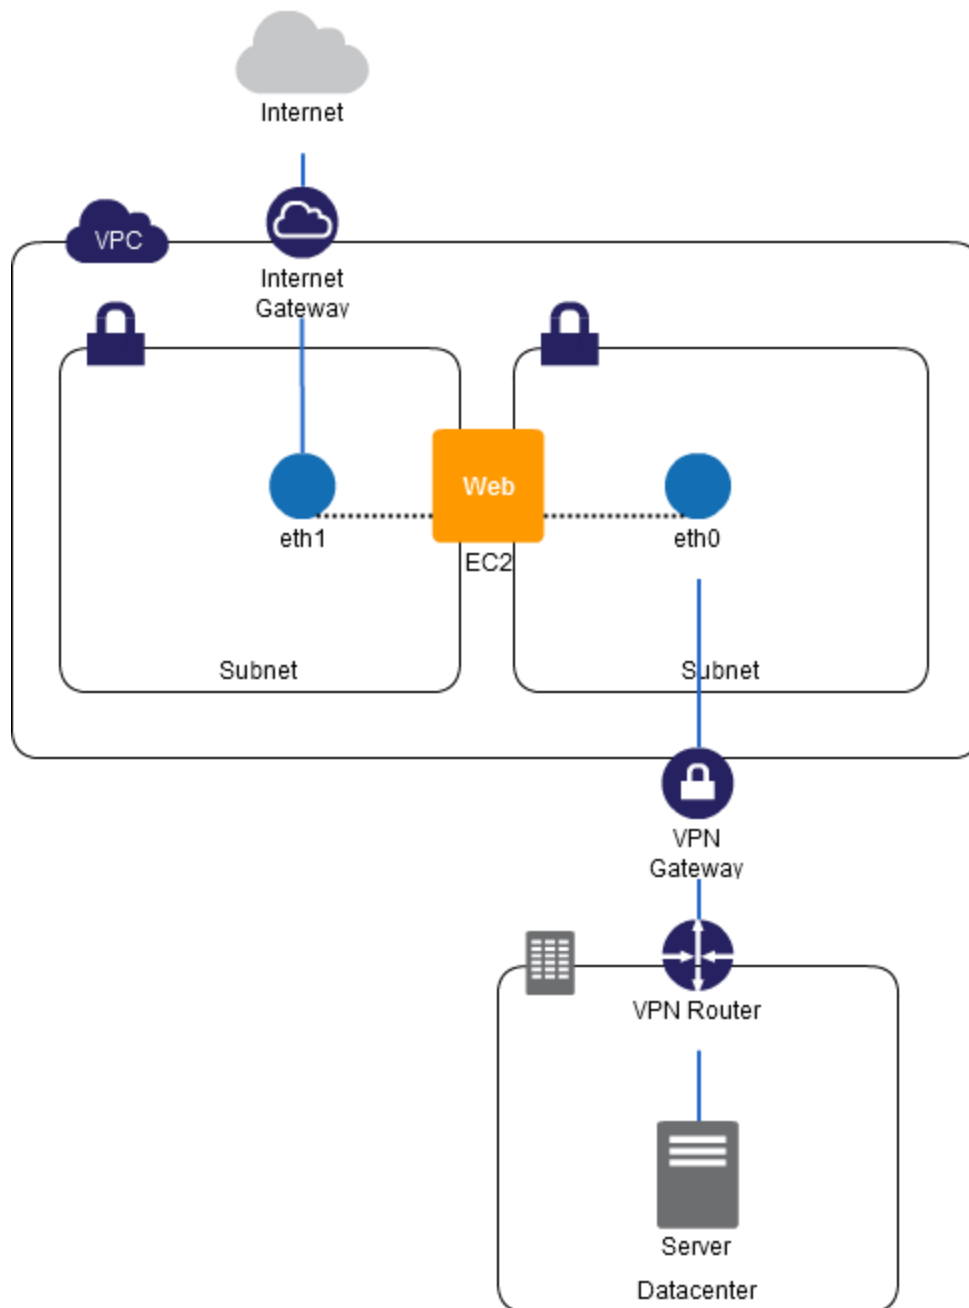 Internet
VPC
Internet
Gateway
Web
eth1
eth0
EC2
Subnet
Subnet
VPN
Gateway
VPN Router
Server
Datacenter